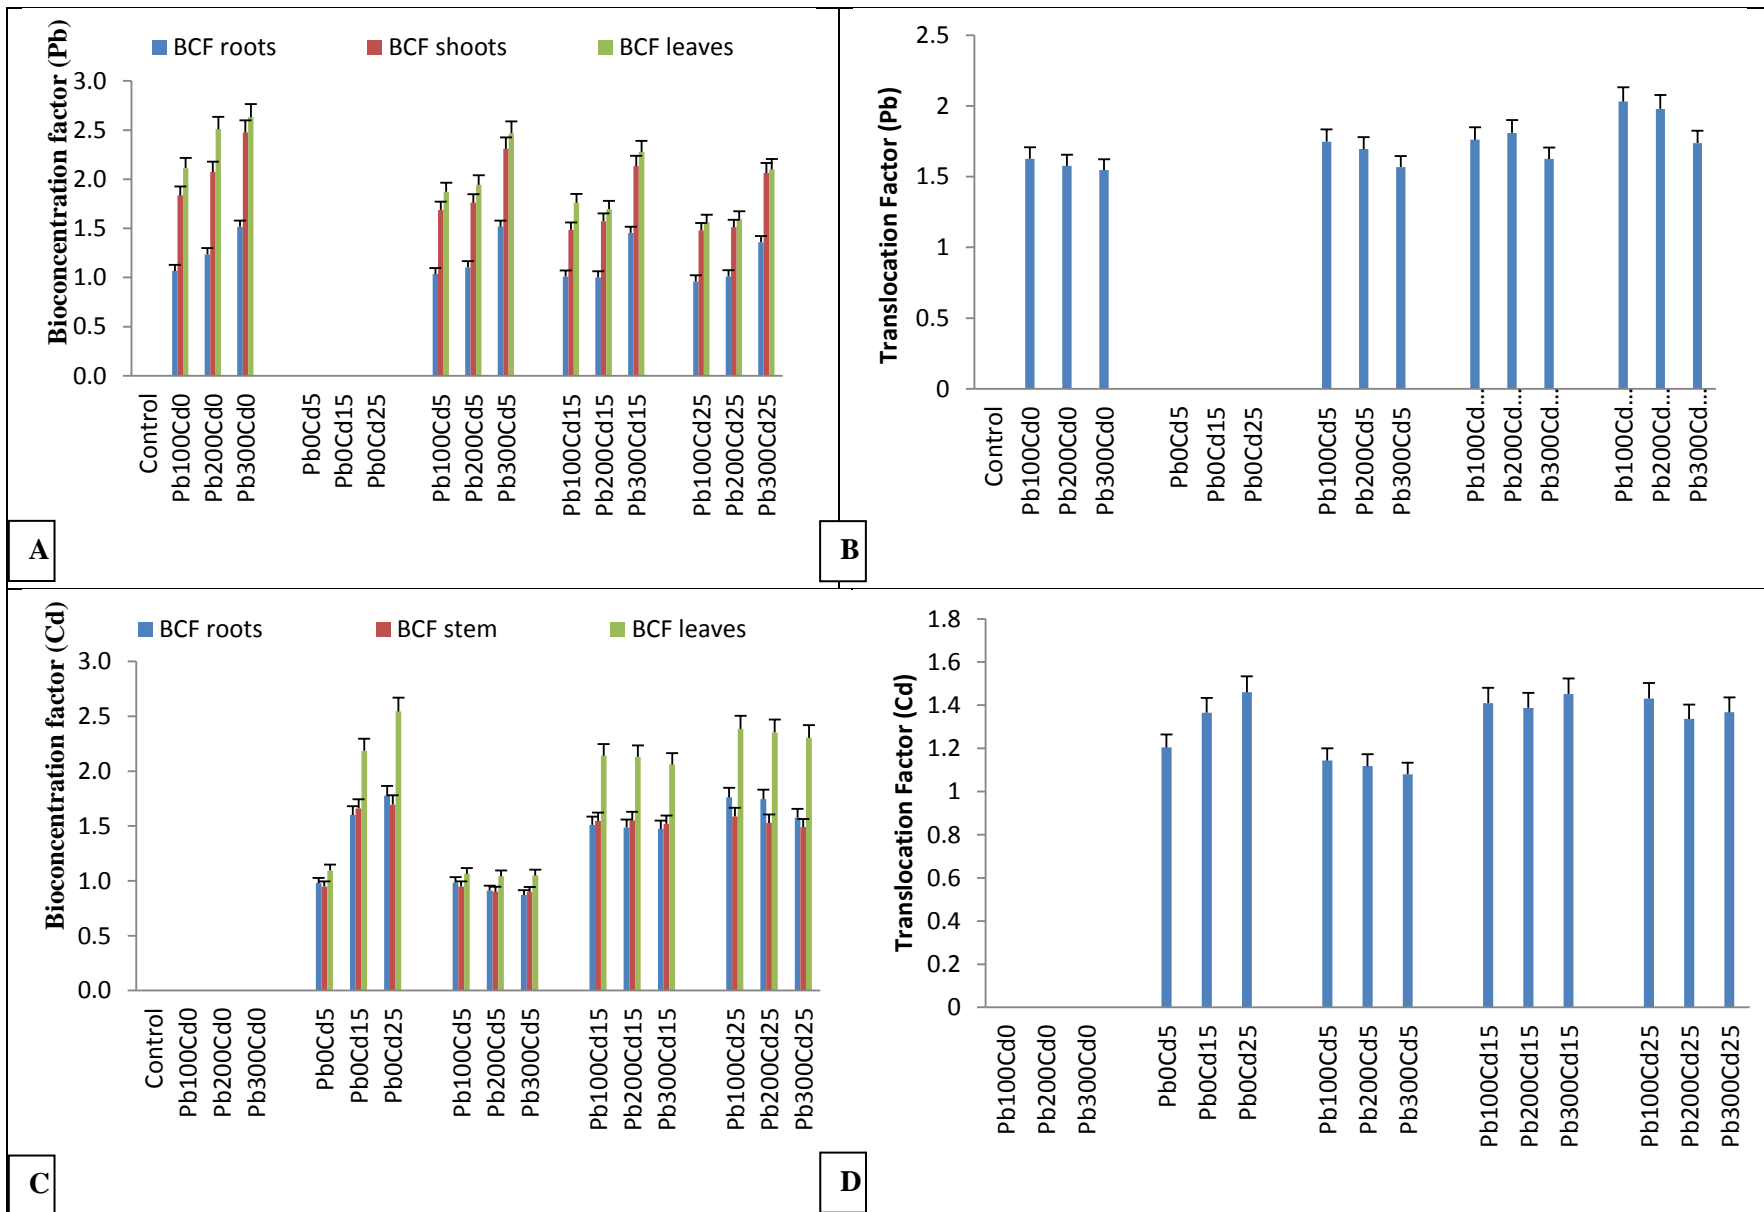 BCF roots BCF shoots BCF leaves
Bioconcentration factor (Pb)
3.0
2.5
2.0
1.5
1.0
0.5
0.0
Control
Pb100Cd0
Pb200Cd0
Pb300Cd0
Pb0Cd5
Pb0Cd15
Pb0Cd25
Pb100Cd5
Pb200Cd5
Pb300Cd5
Pb100Cd15
Pb200Cd15
Pb300Cd15
Pb100Cd25
Pb200Cd25
Pb300Cd25
A
Translocation Factor (Pb)
2.5
2
1.5
1
0.5
0
Control
Pb100Cd0
Pb200Cd0
Pb300Cd0
Pb0Cd5
Pb0Cd15
Pb0Cd25
Pb100Cd5
Pb200Cd5
Pb300Cd5
Pb100Cd...
Pb200Cd...
Pb300Cd...
Pb100Cd...
Pb200Cd...
Pb300Cd...
B
BCF roots BCF stem BCF leaves
Bioconcentration factor (Cd)
3.0
2.5
2.0
1.5
1.0
0.5
0.0
Control
Pb100Cd0
Pb200Cd0
Pb300Cd0
Pb0Cd5
Pb0Cd15
Pb0Cd25
Pb100Cd5
Pb200Cd5
Pb300Cd5
Pb100Cd15
Pb200Cd15
Pb300Cd15
Pb100Cd25
Pb200Cd25
Pb300Cd25
C
Translocation Factor (Cd)
1.8
1.6
1.4
1.2
1
0.8
0.6
0.4
0.2
0
Pb100Cd0
Pb200Cd0
Pb300Cd0
Pb0Cd5
Pb0Cd15
Pb0Cd25
Pb100Cd5
Pb200Cd5
Pb300Cd5
Pb100Cd15
Pb200Cd15
Pb300Cd15
Pb100Cd25
Pb200Cd25
Pb300Cd25
D